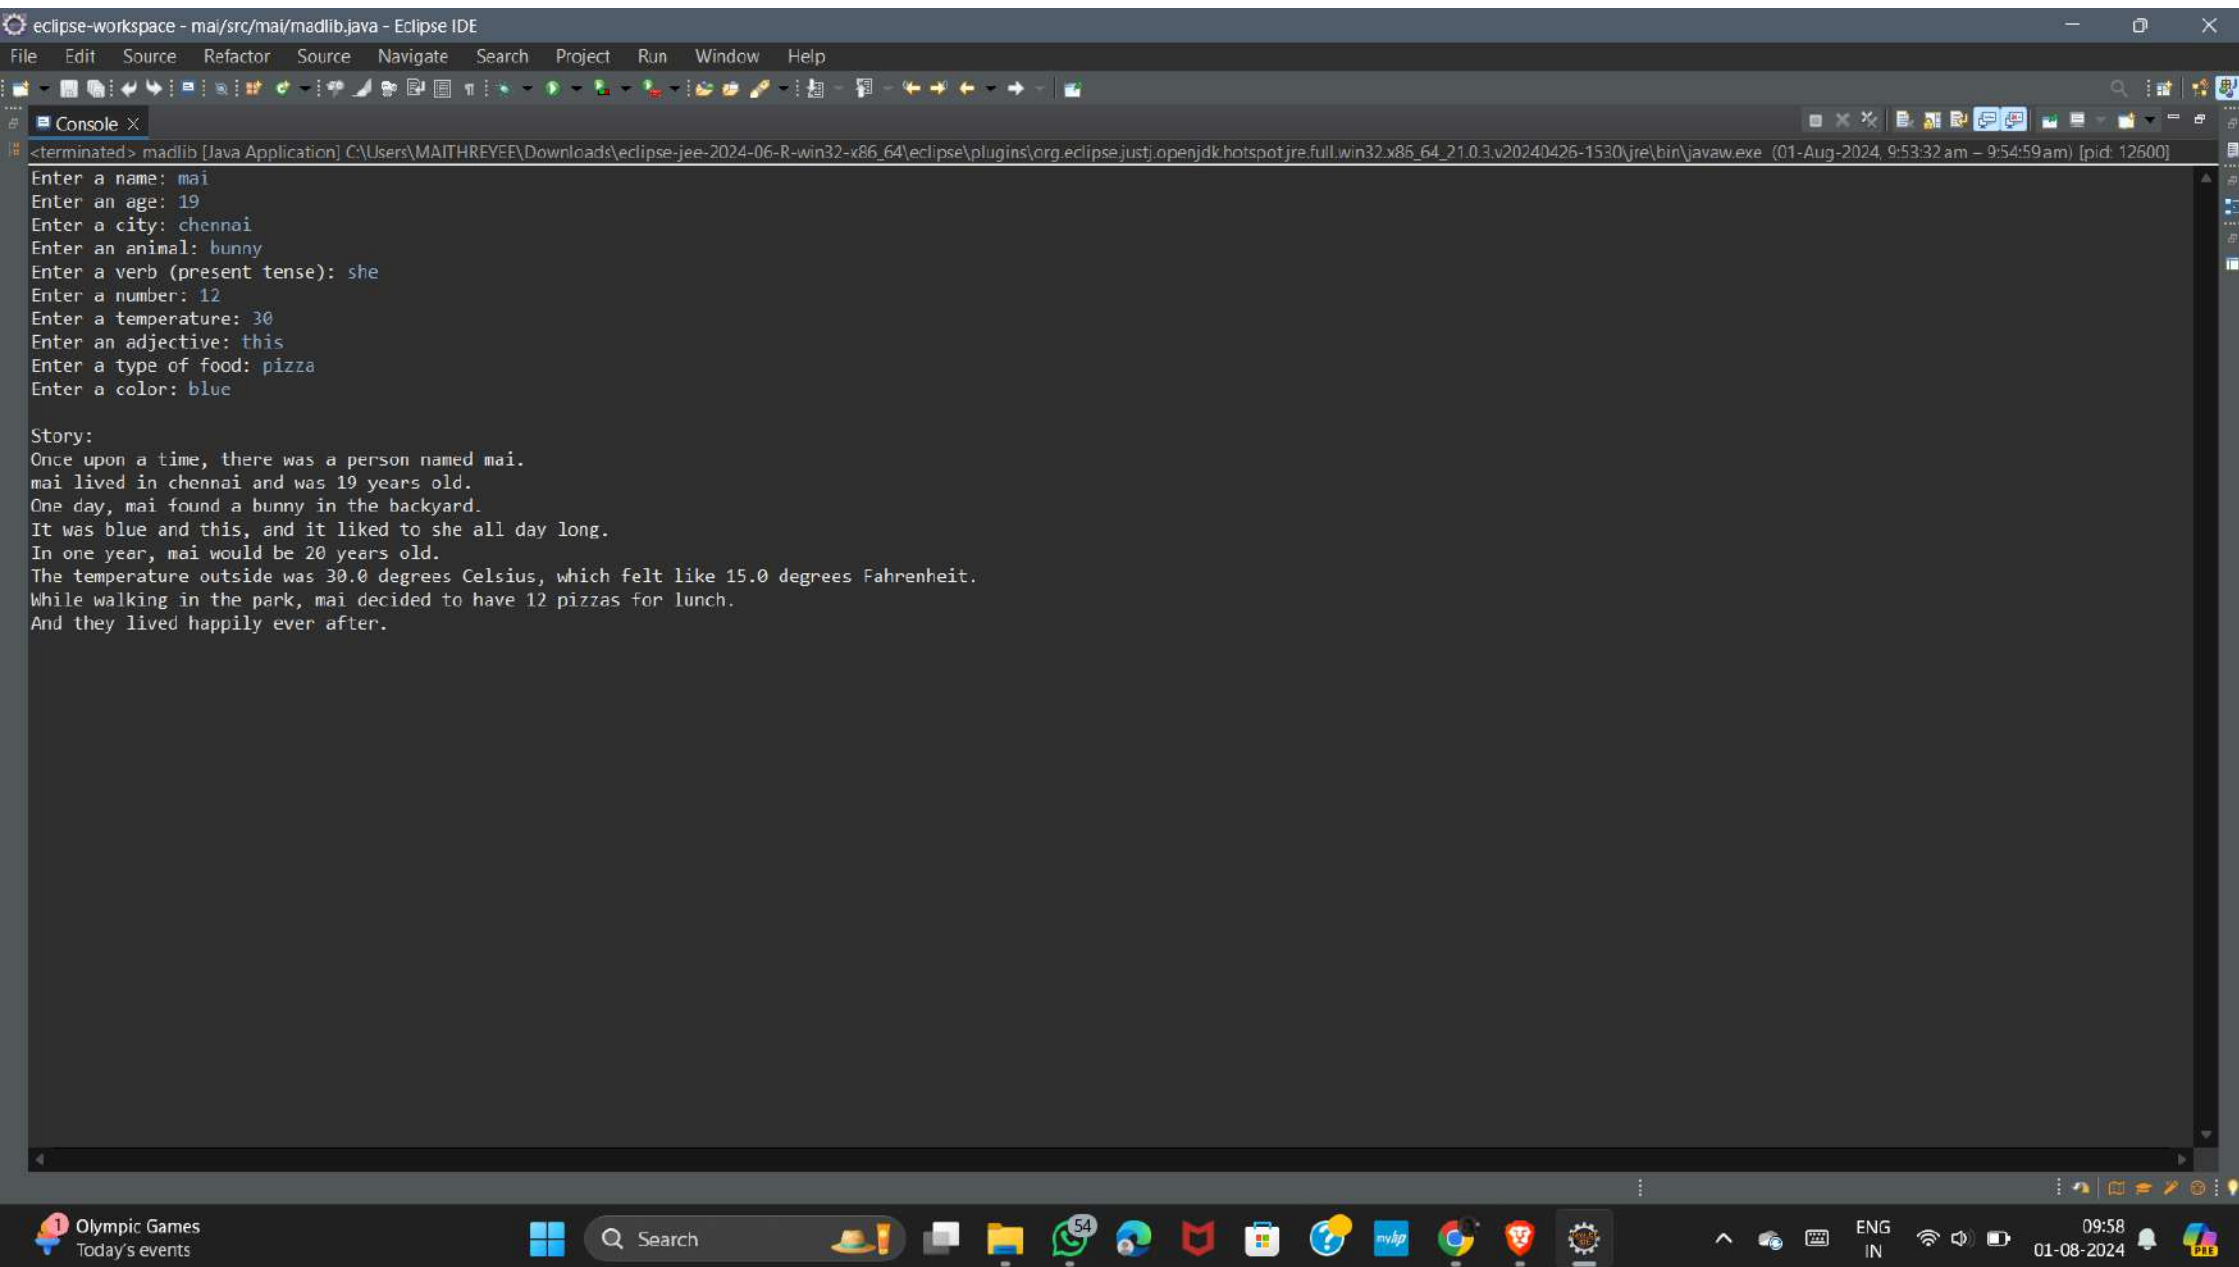 eclipse-workspace - mai/src/mai/madlib.java - Eclipse IDE
File Edit Source Refactor Source Navigate Search Project Run Window Help
Console
<terminated> madlib [Java Application] C:\Users\MAITHREYEE\Downloads\eclipse-jee-2024-06-R-win32-x86_64\eclipse\plugins\org.eclipse.justj.openjdk.hotspot.jre.full.win32.x86_64_21.0.3.v20240426-1530\jre\bin\javaw.exe (01-Aug-2024, 9:53:32 am – 9:54:59 am) [pid: 12600]
Enter a name: mai
Enter an age: 19
Enter a city: chennai
Enter an animal: bunny
Enter a verb (present tense): she
Enter a number: 12
Enter a temperature: 30
Enter an adjective: this
Enter a type of food: pizza
Enter a color: blue
Story:
Once upon a time, there was a person named mai.
mai lived in chennai and was 19 years old.
One day, mai found a bunny in the backyard.
It was blue and this, and it liked to she all day long.
In one year, mai would be 20 years old.
The temperature outside was 30.0 degrees Celsius, which felt like 15.0 degrees Fahrenheit.
While walking in the park, mai decided to have 12 pizzas for lunch.
And they lived happily ever after.
1
Olympic Games
Today's events
Search
54
myhp
ENG
IN
09:58
01-08-2024
PRE